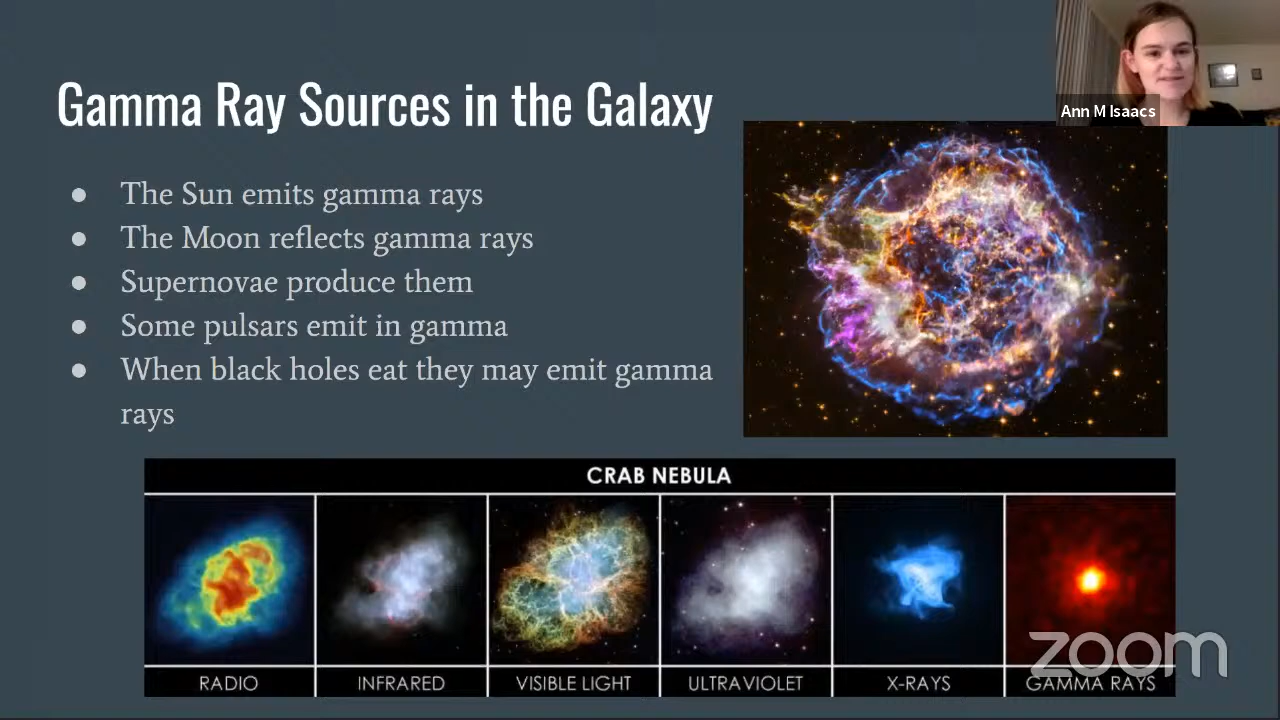 Gamma Ray Sources in the Galaxy
Ann M Isaacs
● The Sun emits gamma rays
● The Moon reflects gamma rays
● Supernovae produce them
● Some pulsars emit in gamma
● When black holes eat they may emit gamma
rays
CRAB NEBULA
RADIO
INFRARED
VISIBLE LIGHT
ULTRAVIOLET
X-RAYS
GAMMA RAYS
zoom